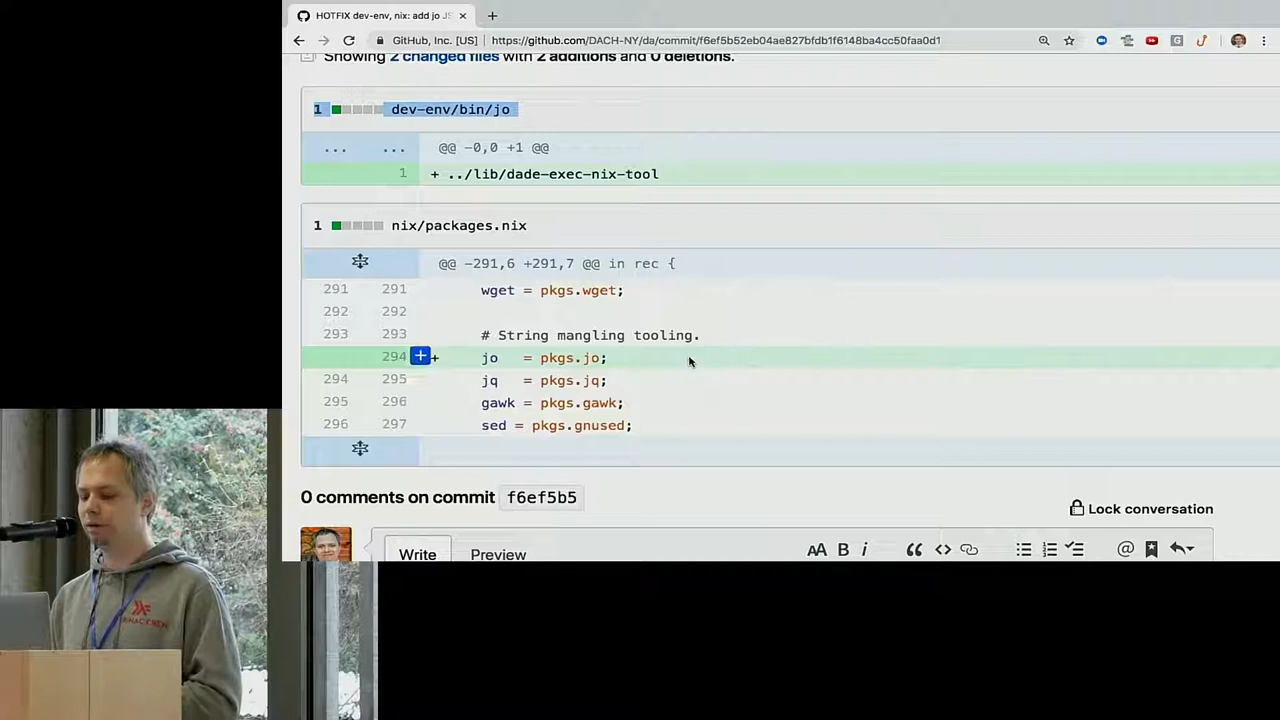 HOTFIX dev-env, nix: add jo JS
GitHub, Inc. [US] https://github.com/DACH-NY/da/commit/f6ef5b52eb04ae827bfdb1f6148ba4cc50faa0d1
Showing 2 changed files with 2 additions and 0 deletions.
1 dev-env/bin/jo
... ... @@ -0,0 +1 @@
1 + ../lib/dade-exec-nix-tool
1 nix/packages.nix
@@ -291,6 +291,7 @@ in rec {
291 291 wget = pkgs.wget;
292 292
293 293 # String mangling tooling.
294 + jo = pkgs.jo;
294 295 jq = pkgs.jq;
295 296 gawk = pkgs.gawk;
296 297 sed = pkgs.gnused;
0 comments on commit f6ef5b5
Lock conversation
Write Preview AA B i